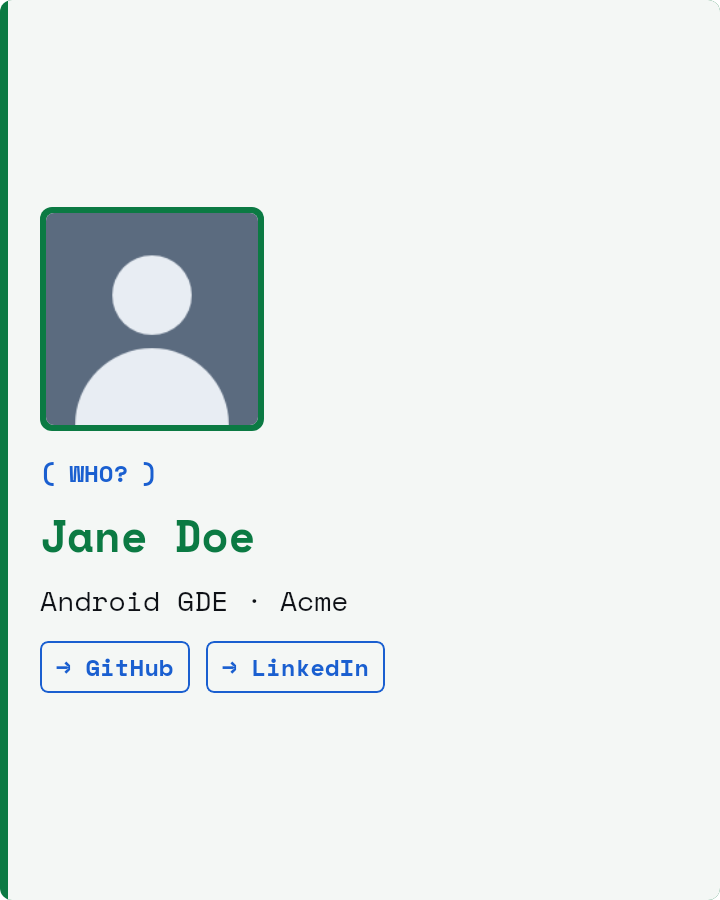 ( WHO? )
Jane Doe
Android GDE · Acme
→ GitHub → LinkedIn